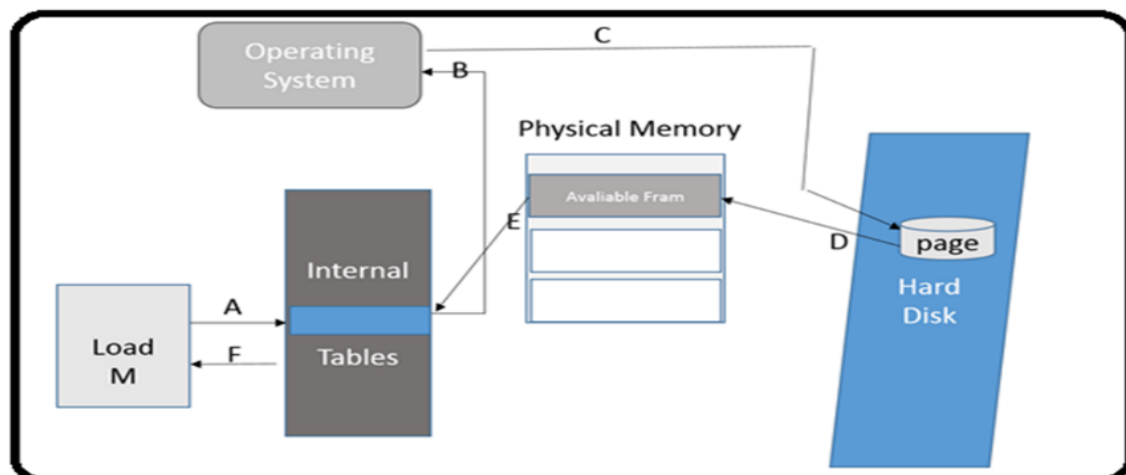 C
Operating
System
B
Physical Memory
Avaliable Fram
E
D
page
Internal
Hard
Disk
A
Load
M
F
Tables